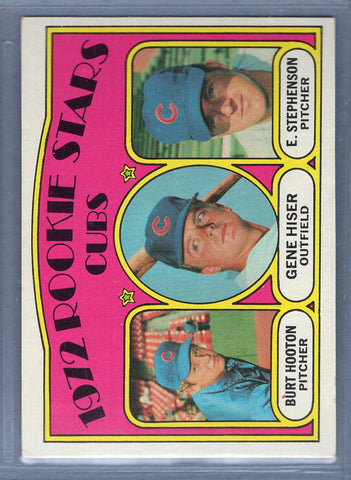 1972 ROOKIE STARS
CUBS
BURT HOOTON
PITCHER
GENE HISER
OUTFIELD
E. STEPHENSON
PITCHER
C
C
C